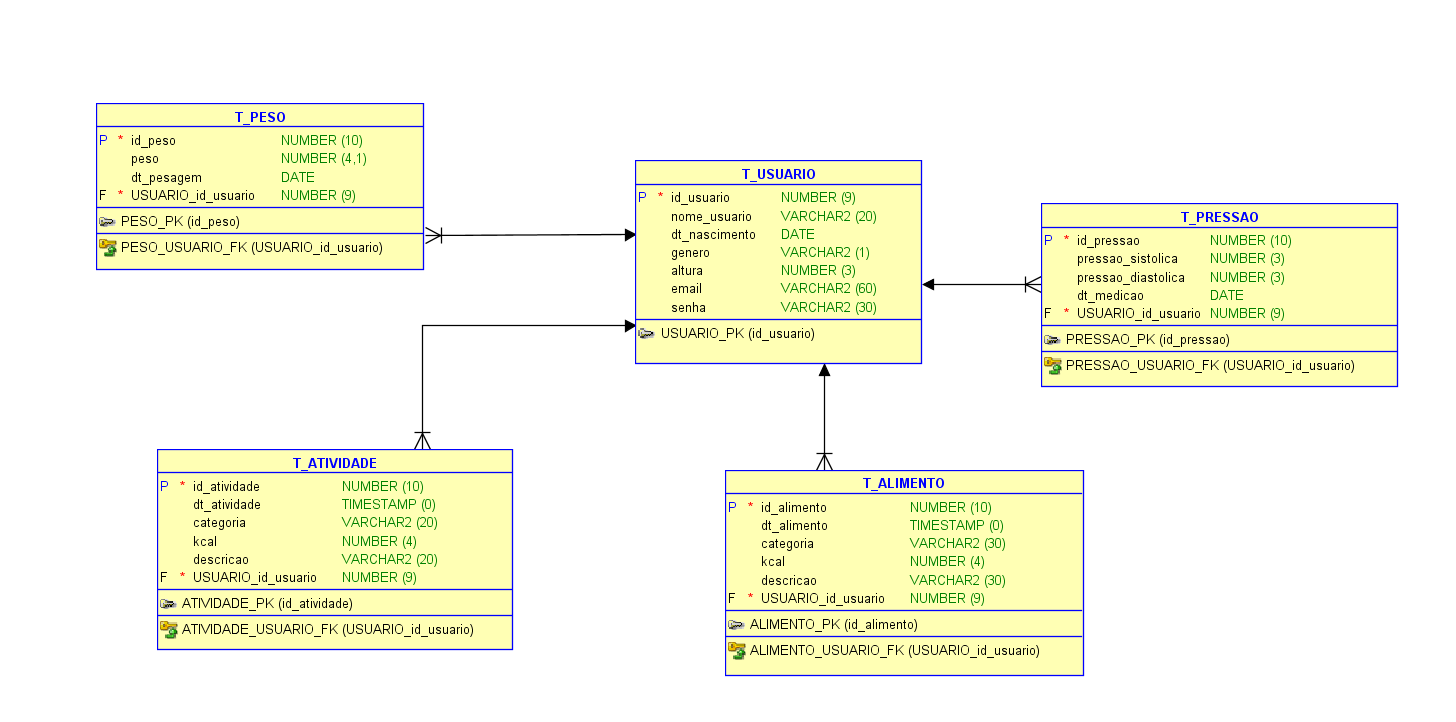 T_PESO
P * id_peso NUMBER (10)
peso NUMBER (4,1)
dt_pesagem DATE
F * USUARIO_id_usuario NUMBER (9)
PESO_PK (id_peso)
PESO_USUARIO_FK (USUARIO_id_usuario)
T_USUARIO
P * id_usuario NUMBER (9)
nome_usuario VARCHAR2 (20)
dt_nascimento DATE
genero VARCHAR2 (1)
altura NUMBER (3)
email VARCHAR2 (60)
senha VARCHAR2 (30)
USUARIO_PK (id_usuario)
T_PRESSAO
P * id_pressao NUMBER (10)
pressao_sistolica NUMBER (3)
pressao_diastolica NUMBER (3)
dt_medicao DATE
F * USUARIO_id_usuario NUMBER (9)
PRESSAO_PK (id_pressao)
PRESSAO_USUARIO_FK (USUARIO_id_usuario)
T_ATIVIDADE
P * id_atividade NUMBER (10)
dt_atividade TIMESTAMP (0)
categoria VARCHAR2 (20)
kcal NUMBER (4)
descricao VARCHAR2 (20)
F * USUARIO_id_usuario NUMBER (9)
ATIVIDADE_PK (id_atividade)
ATIVIDADE_USUARIO_FK (USUARIO_id_usuario)
T_ALIMENTO
P * id_alimento NUMBER (10)
dt_alimento TIMESTAMP (0)
categoria VARCHAR2 (30)
kcal NUMBER (4)
descricao VARCHAR2 (30)
F * USUARIO_id_usuario NUMBER (9)
ALIMENTO_PK (id_alimento)
ALIMENTO_USUARIO_FK (USUARIO_id_usuario)